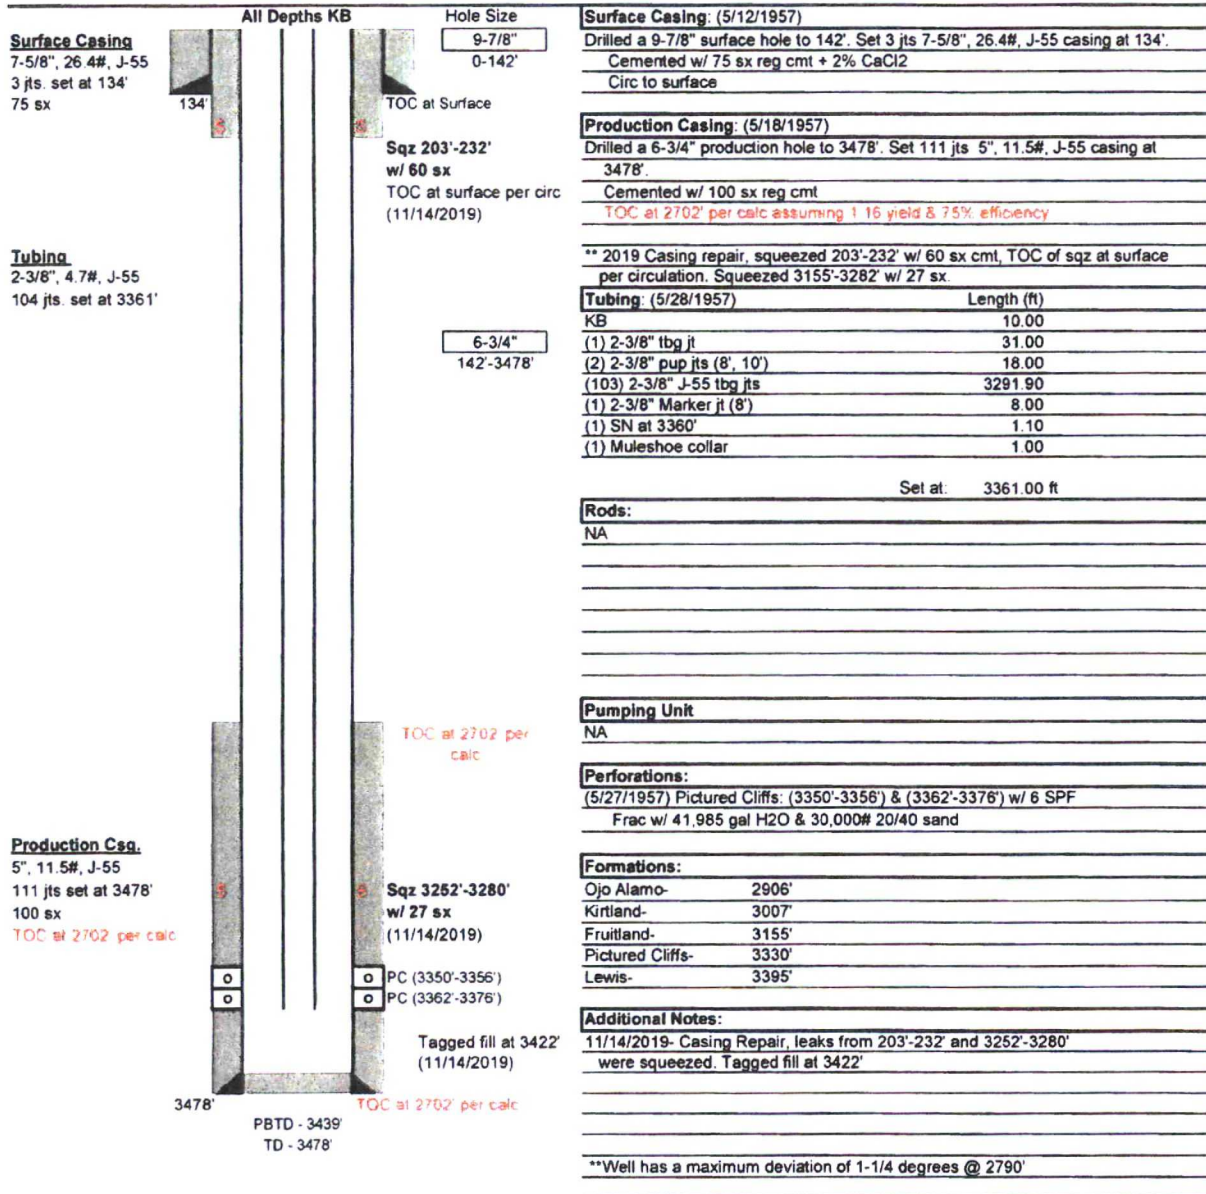 All Depths KB
Hole Size
Surface Casing
7-5/8", 26.4#, J-55
3 jts. set at 134'
75 sx
134'
9-7/8"
0-142'
TOC at Surface
Sqz 203'-232'
w/ 60 sx
TOC at surface per circ
(11/14/2019)
Tubing
2-3/8", 4.7#, J-55
104 jts. set at 3361'
6-3/4"
142'-3478'
TOC at 2702' per
calc
Production Csg.
5", 11.5#, J-55
111 jts set at 3478'
100 sx
TOC at 2702' per calc
Sqz 3252'-3280'
w/ 27 sx
(11/14/2019)
PC (3350'-3356')
PC (3362'-3376')
Tagged fill at 3422'
(11/14/2019)
3478'
TOC at 2702' per calc
PBTD - 3439'
TD - 3478'
Surface Casing: (5/12/1957)
Drilled a 9-7/8" surface hole to 142'. Set 3 jts 7-5/8", 26.4#, J-55 casing at 134'.
Cemented w/ 75 sx reg cmt + 2% CaCl2
Circ to surface
Production Casing: (5/18/1957)
Drilled a 6-3/4" production hole to 3478'. Set 111 jts 5", 11.5#, J-55 casing at
3478'.
Cemented w/ 100 sx reg cmt
TOC at 2702' per calc assuming 1.16 yield & 75% efficiency
** 2019 Casing repair, squeezed 203'-232' w/ 60 sx cmt, TOC of sqz at surface
per circulation. Squeezed 3155'-3282' w/ 27 sx.
Tubing: (5/28/1957) Length (ft)
KB 10.00
(1) 2-3/8" tbg jt 31.00
(2) 2-3/8" pup jts (8', 10') 18.00
(103) 2-3/8" J-55 tbg jts 3291.90
(1) 2-3/8" Marker jt (8') 8.00
(1) SN at 3360' 1.10
(1) Muleshoe collar 1.00
Set at: 3361.00 ft
Rods:
NA
Pumping Unit
NA
Perforations:
(5/27/1957) Pictured Cliffs: (3350'-3356') & (3362'-3376') w/ 6 SPF
Frac w/ 41,985 gal H2O & 30,000# 20/40 sand
Formations:
Ojo Alamo- 2906'
Kirtland- 3007'
Fruitland- 3155'
Pictured Cliffs- 3330'
Lewis- 3395'
Additional Notes:
11/14/2019- Casing Repair, leaks from 203'-232' and 3252'-3280'
were squeezed. Tagged fill at 3422'
**Well has a maximum deviation of 1-1/4 degrees @ 2790'